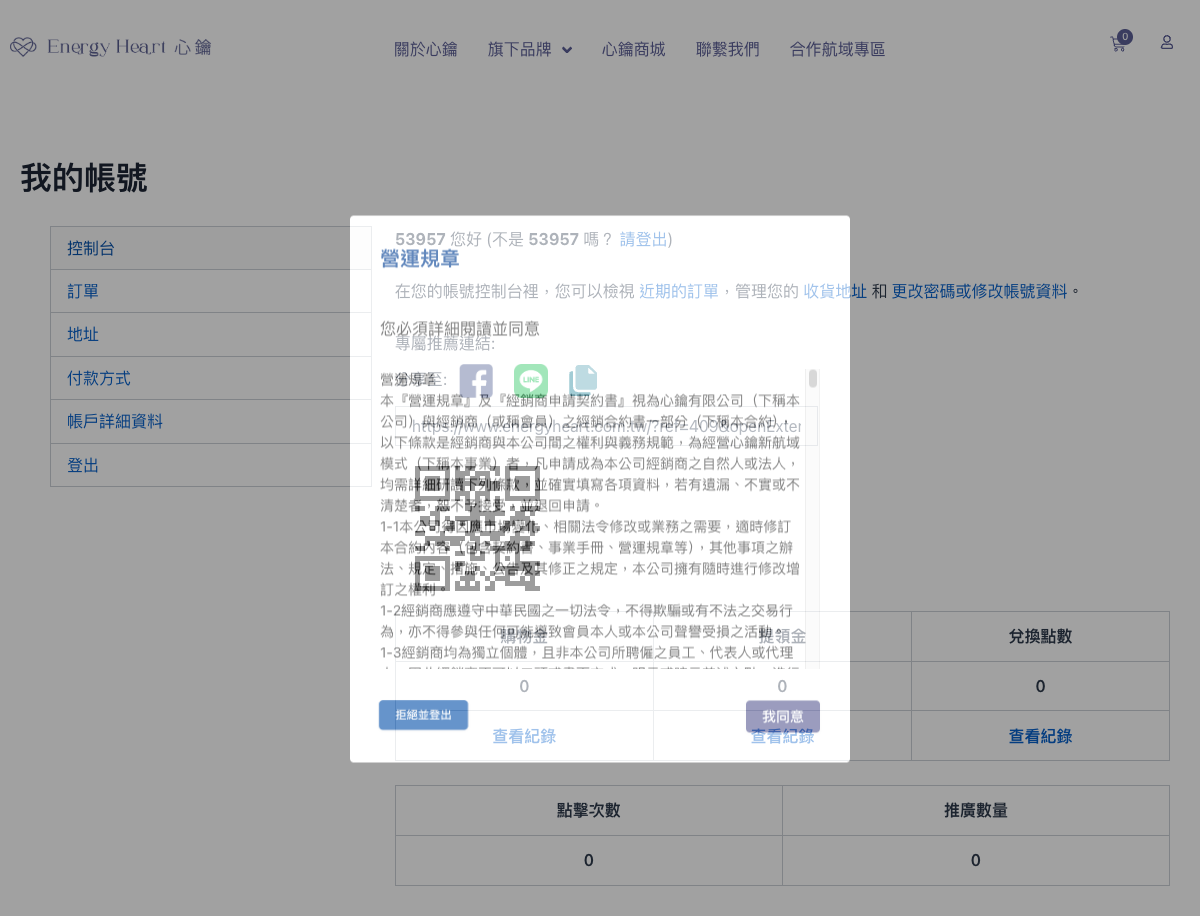 Energy Heart 心鑰
關於心鑰
旗下品牌
心鑰商城
聯繫我們
合作航域專區
0
我的帳號
控制台
訂單
地址
付款方式
帳戶詳細資料
登出
53957 您好 (不是 53957 嗎？ 請登出)
營運規章
在您的帳號控制台裡，您可以檢視 近期的訂單，管理您的 收貨地址 和 更改密碼或修改帳號資料。
您必須詳細閱讀並同意
專屬推薦連結:
營運規章
LINE
本『營運規章』及『經銷商申請契約書』視為心鑰有限公司（下稱本
公司）與經銷商（或稱會員）之經銷合約書一部分（下稱本合約），
https://www.energyheart.com.tw/?ref=409&openExter
以下條款是經銷商與本公司間之權利與義務規範，為經營心鑰新航域
模式（下稱本事業）者，凡申請成為本公司經銷商之自然人或法人，
均需詳細研讀下列條款，並確實填寫各項資料，若有遺漏、不實或不
清楚者，恕不予接受，並退回申請。
1-1本公司得因應市場變化、相關法令修改或業務之需要，適時修訂
本合約內容（包含契約書、事業手冊、營運規章等），其他事項之辦
法、規定、措施、公告及其修正之規定，本公司擁有隨時進行修改增
訂之權利。
1-2經銷商應遵守中華民國之一切法令，不得欺騙或有不法之交易行
為，亦不得參與任何可能導致會員本人或本公司聲譽受損之活動。
1-3經銷商均為獨立個體，且非本公司所聘僱之員工、代表人或代理
購物金
提領金
兌換點數
0
0
0
拒絕並登出
我同意
查看紀錄
查看紀錄
查看紀錄
點擊次數
推廣數量
0
0